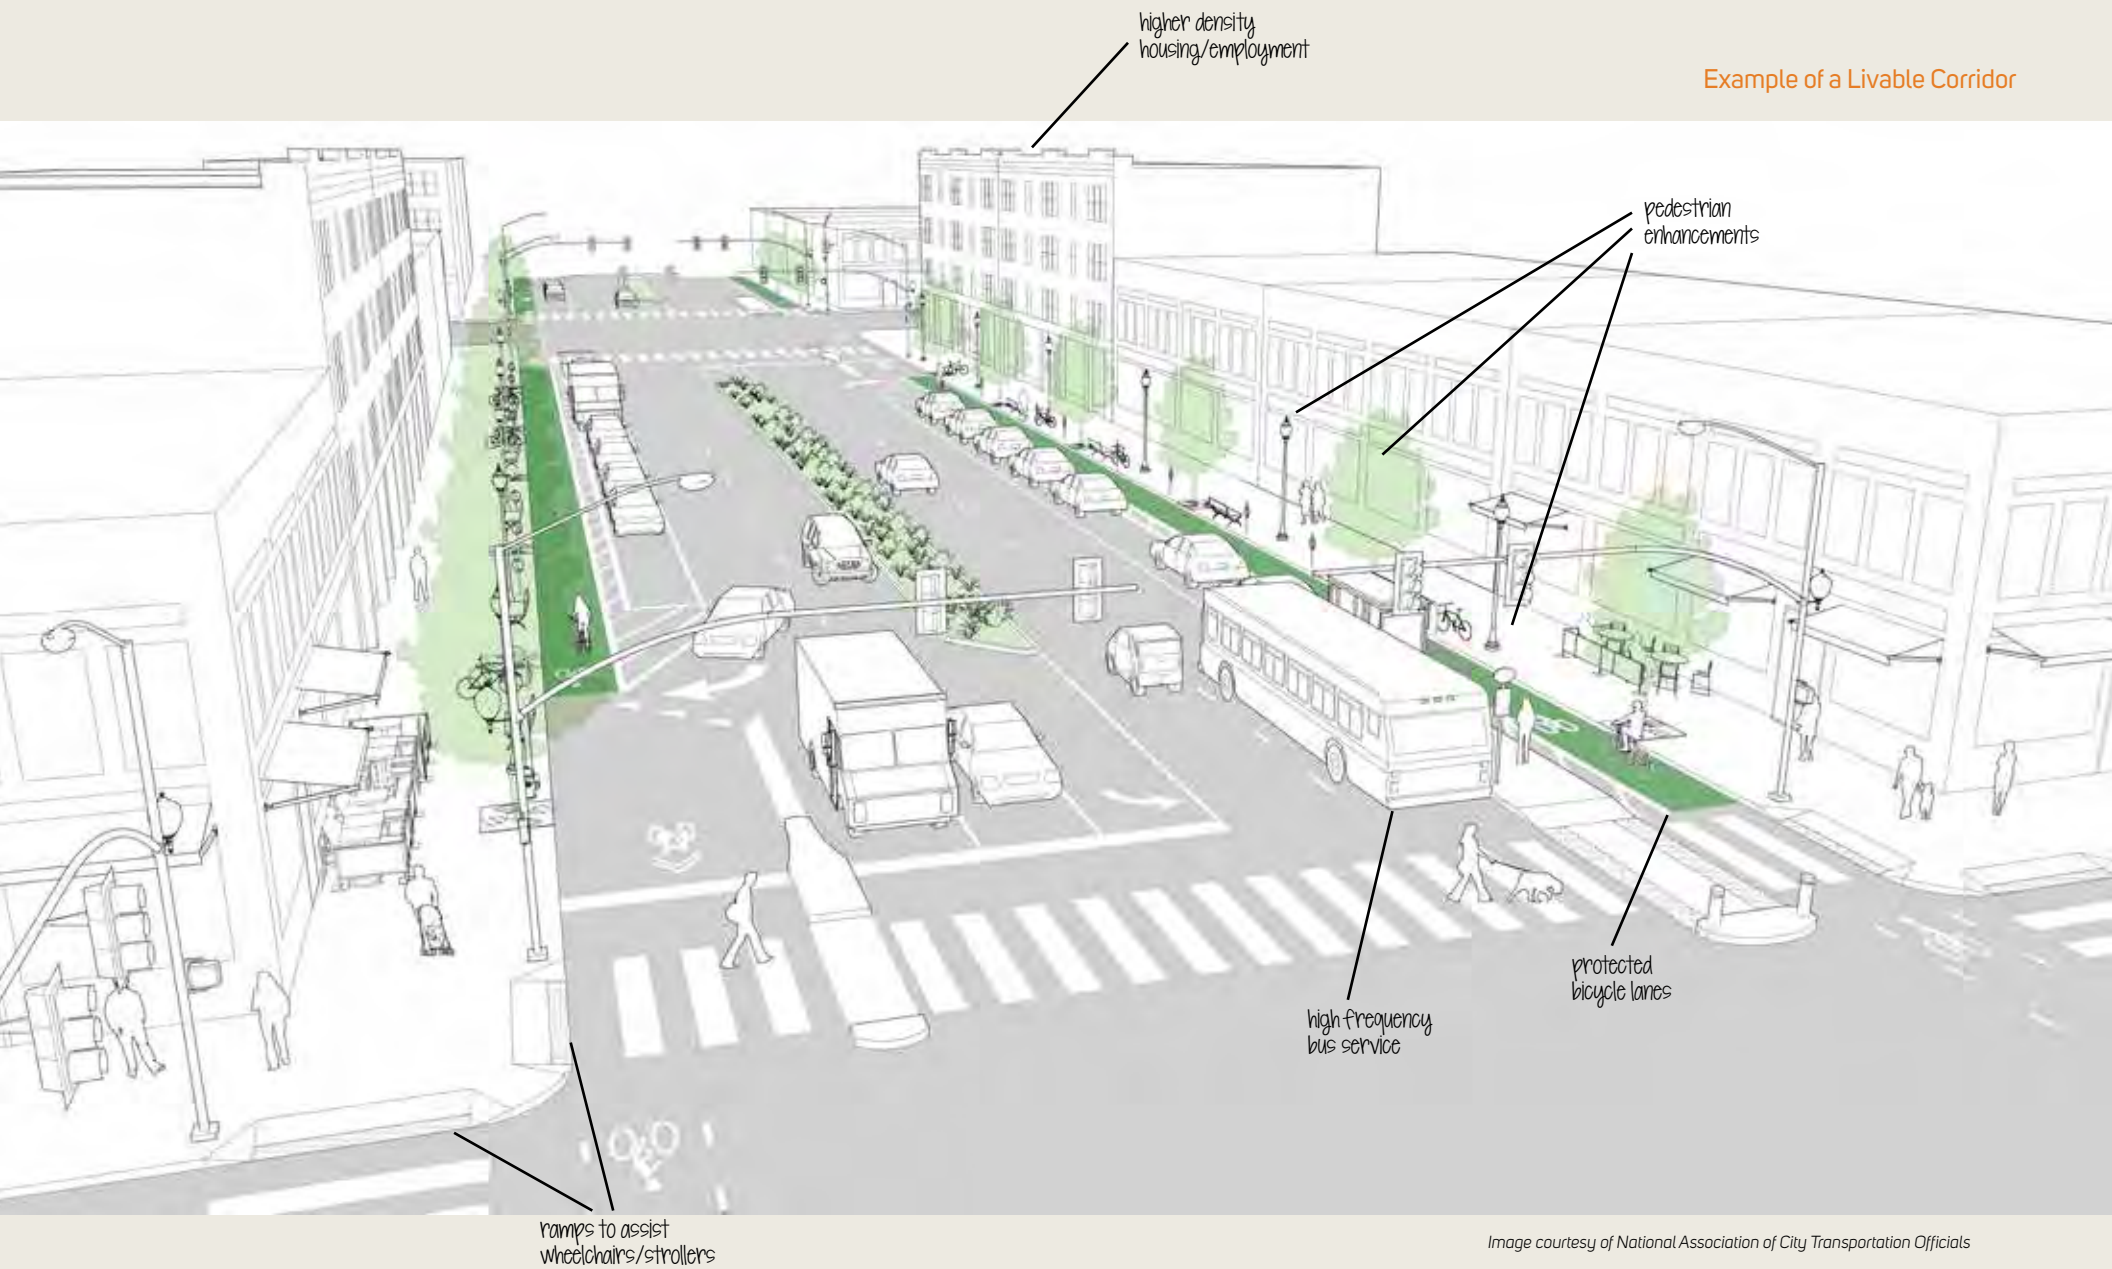 higher density
housing/employment
Example of a Livable Corridor
pedestrian
enhancements
protected
bicycle lanes
high frequency
bus service
ramps to assist
wheelchairs/strollers
Image courtesy of National Association of City Transportation Officials